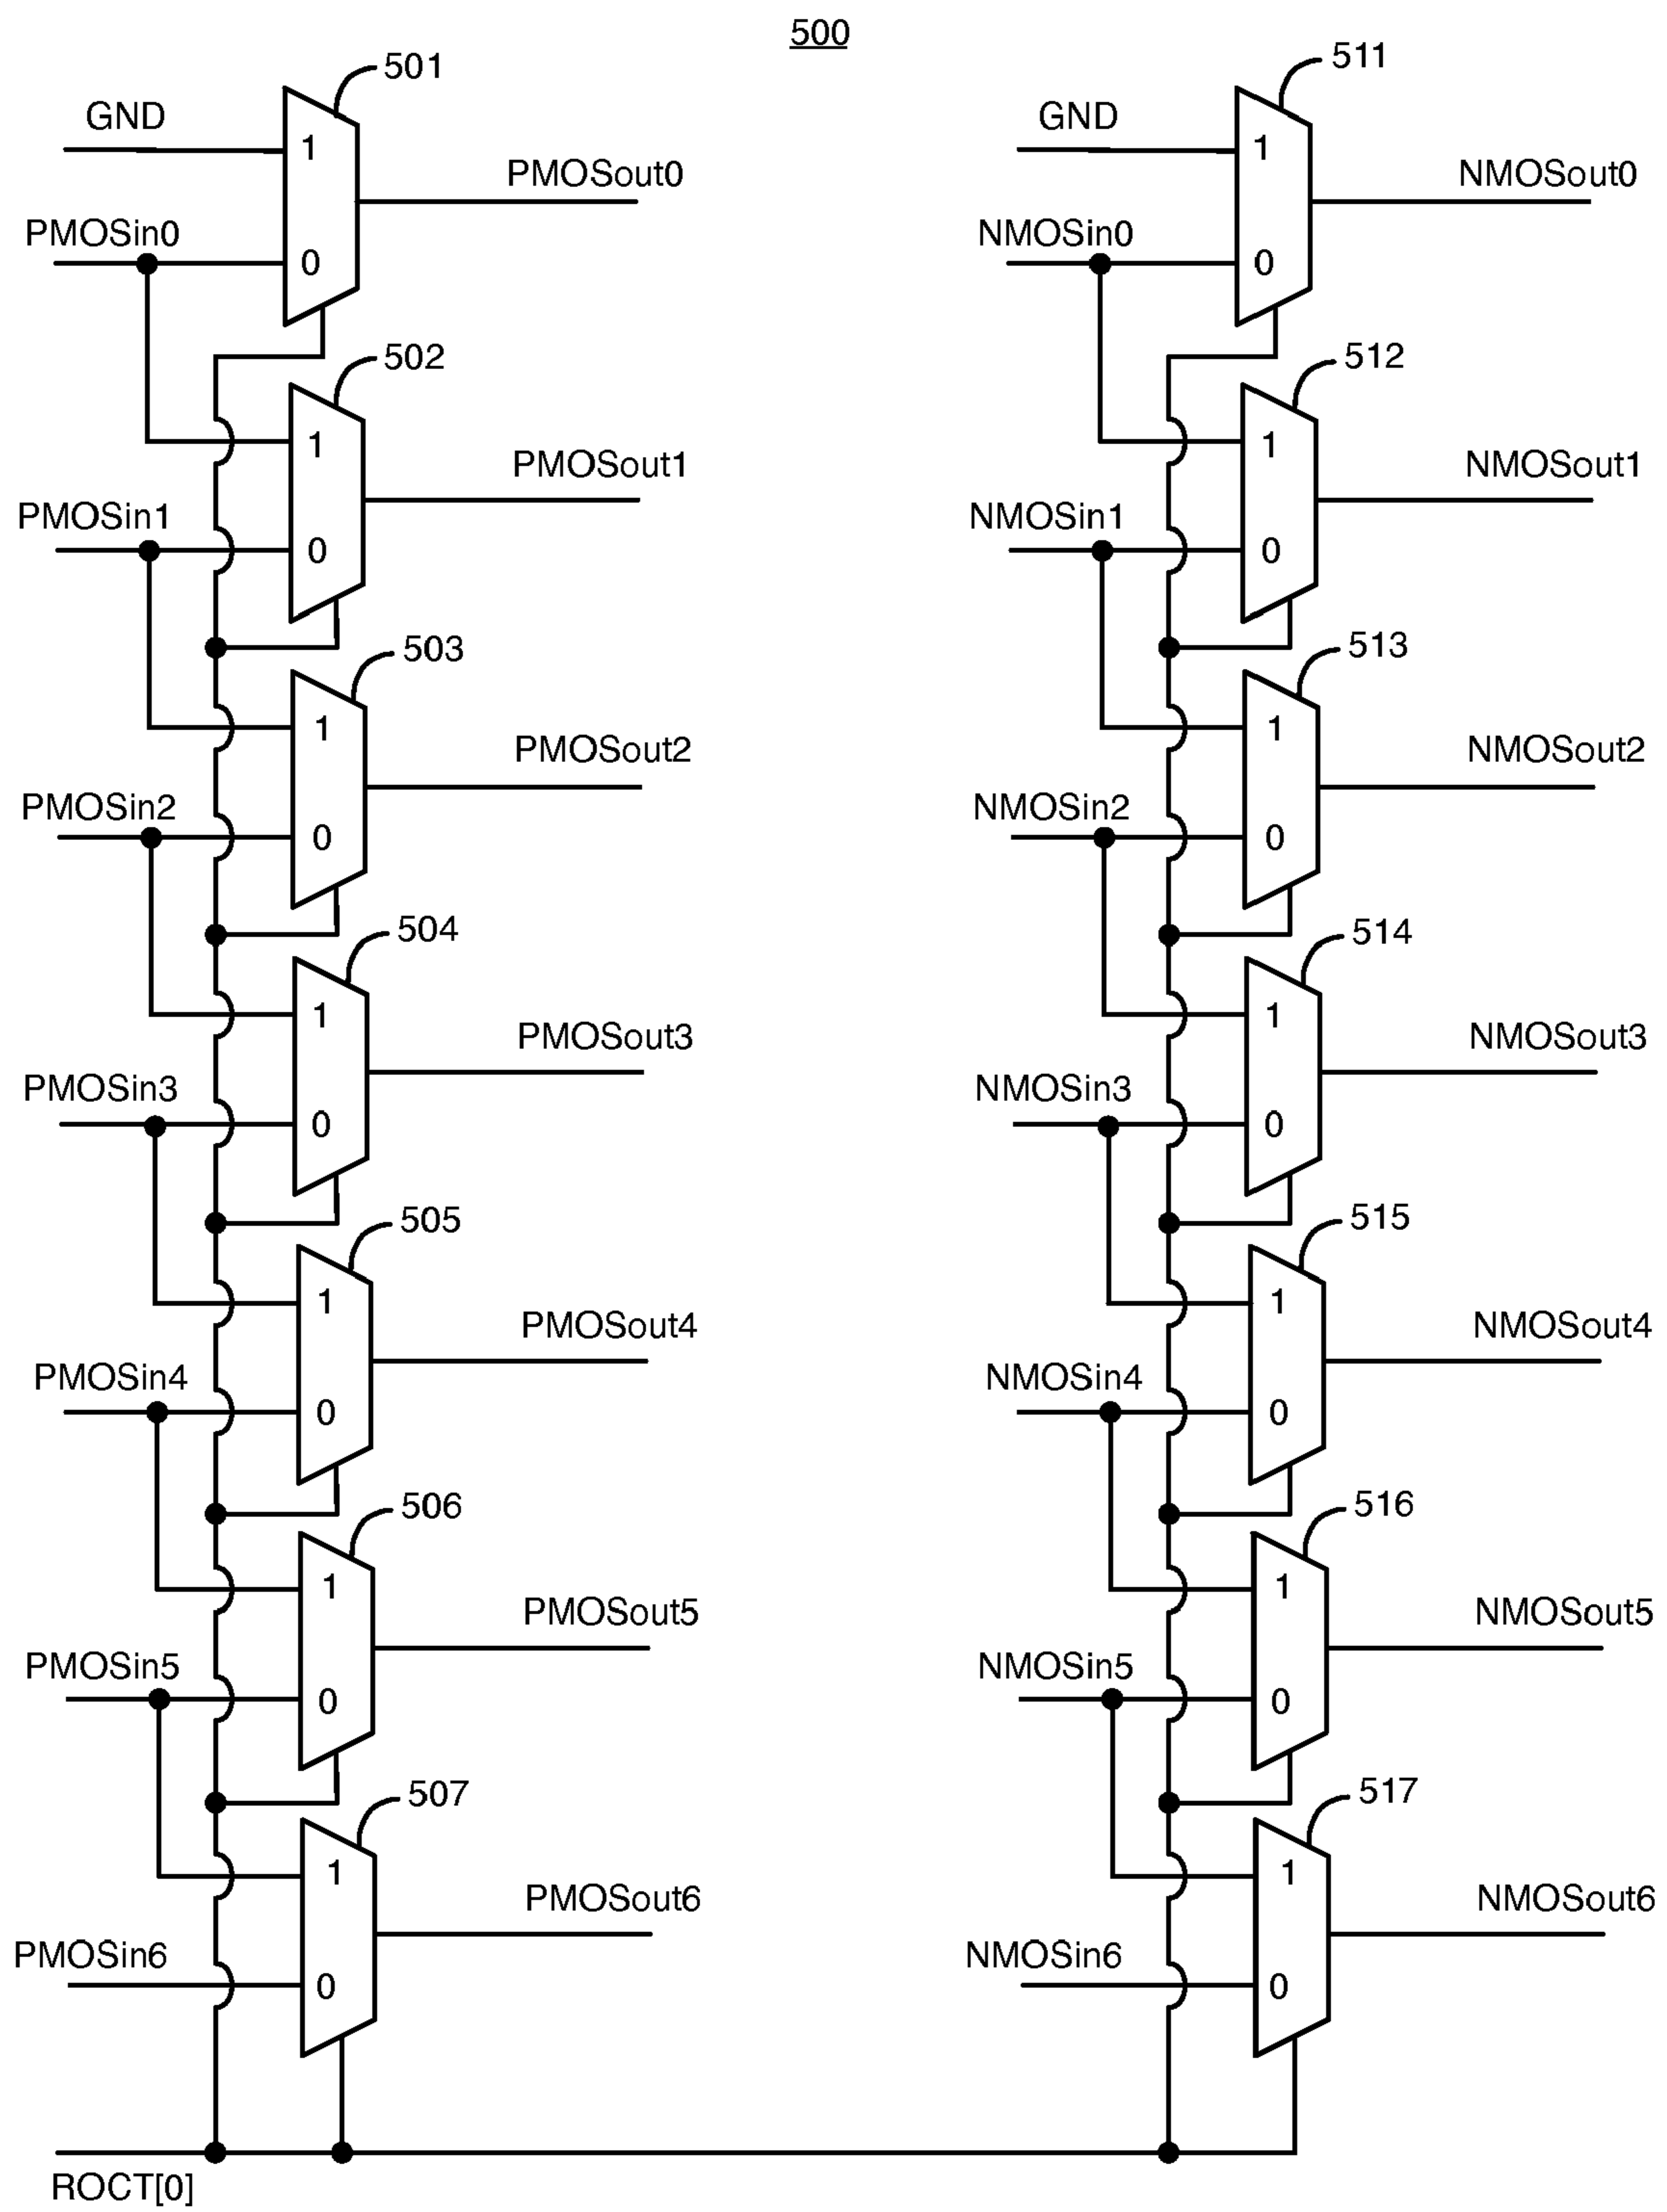 500
501
GND
1
PMOSout0
PMOSin0
0
502
1
PMOSout1
PMOSin1
0
503
1
PMOSout2
PMOSin2
0
504
1
PMOSout3
PMOSin3
0
505
1
PMOSout4
PMOSin4
0
506
1
PMOSout5
PMOSin5
0
507
1
PMOSout6
PMOSin6
0
ROCT[0]
511
GND
1
NMOSout0
NMOSin0
0
512
1
NMOSout1
NMOSin1
0
513
1
NMOSout2
NMOSin2
0
514
1
NMOSout3
NMOSin3
0
515
1
NMOSout4
NMOSin4
0
516
1
NMOSout5
NMOSin5
0
517
1
NMOSout6
NMOSin6
0